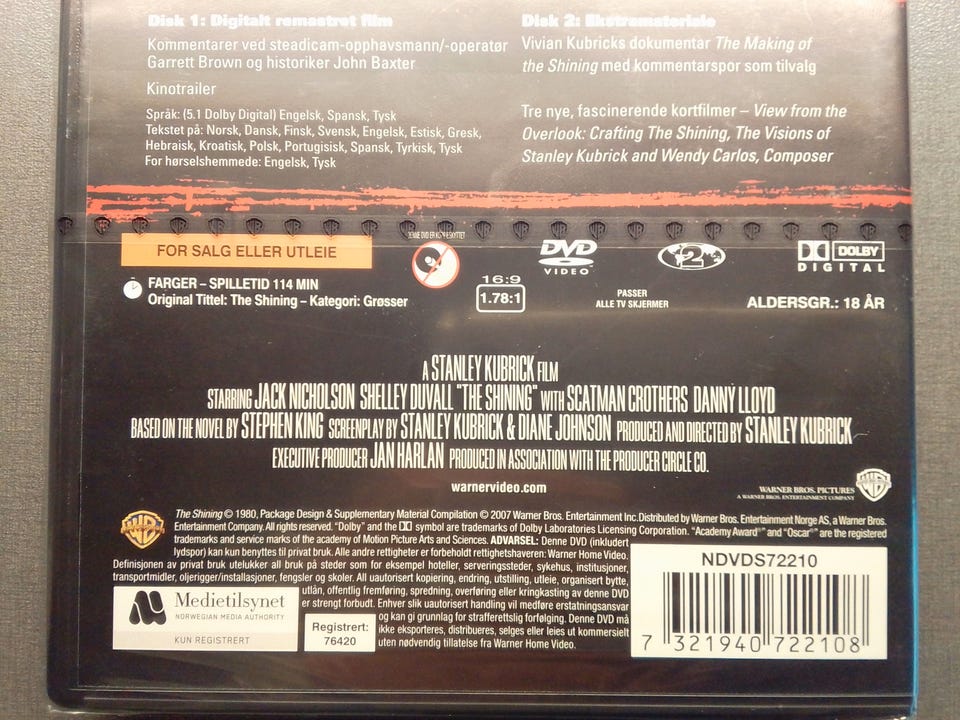 Disk 1: Digitalt remastret film
Kommentarer ved steadicam-opphavsmann/-operatør
Garrett Brown og historiker John Baxter
Kinotrailer
Språk: (5.1 Dolby Digital) Engelsk, Spansk, Tysk
Tekstet på: Norsk, Dansk, Finsk, Svensk, Engelsk, Estisk, Gresk,
Hebraisk, Kroatisk, Polsk, Portugisisk, Spansk, Tyrkisk, Tysk
For hørselshemmede: Engelsk, Tysk
Disk 2: Ekstramateriale
Vivian Kubricks dokumentar The Making of
the Shining med kommentarspor som tilvalg
Tre nye, fascinerende kortfilmer – View from the
Overlook: Crafting The Shining, The Visions of
Stanley Kubrick and Wendy Carlos, Composer
FOR SALG ELLER UTLEIE
DENNE DVD ER KOPIBESKYTTET
DVD
VIDEO
2
DOLBY
DIGITAL
FARGER – SPILLETID 114 MIN
Original Tittel: The Shining – Kategori: Grøsser
16:9
1.78:1
PASSER
ALLE TV SKJERMER
ALDERSGR.: 18 ÅR
A STANLEY KUBRICK FILM
STARRING JACK NICHOLSON SHELLEY DUVALL "THE SHINING" WITH SCATMAN CROTHERS DANNY LLOYD
BASED ON THE NOVEL BY STEPHEN KING SCREENPLAY BY STANLEY KUBRICK & DIANE JOHNSON PRODUCED AND DIRECTED BY STANLEY KUBRICK
EXECUTIVE PRODUCER JAN HARLAN PRODUCED IN ASSOCIATION WITH THE PRODUCER CIRCLE CO.
warnervideo.com
WARNER BROS. PICTURES
A WARNER BROS. ENTERTAINMENT COMPANY
The Shining © 1980, Package Design & Supplementary Material Compilation © 2007 Warner Bros. Entertainment Inc. Distributed by Warner Bros. Entertainment Norge AS, a Warner Bros.
Entertainment Company. All rights reserved. "Dolby" and the symbol are trademarks of Dolby Laboratories Licensing Corporation. "Academy Award®" and "Oscar®" are the registered
trademarks and service marks of the academy of Motion Picture Arts and Sciences. ADVARSEL: Denne DVD (inkludert
lydspor) kan kun benyttes til privat bruk. Alle andre rettigheter er forbeholdt rettighetshaveren: Warner Home Video.
Definisjonen av privat bruk utelukker all bruk på steder som for eksempel hoteller, serveringssteder, sykehus, institusjoner,
transportmidler, oljerigger/installasjoner, fengsler og skoler. All uautorisert kopiering, endring, utstilling, utleie, organisert bytte,
utlån, offentlig fremføring, spredning, overføring eller kringkasting av denne DVD
er strengt forbudt. Enhver slik uautorisert handling vil medføre erstatningsansvar
og kan gi grunnlag for strafferettslig forfølging. Denne DVD må
ikke eksporteres, distribueres, selges eller leies ut kommersielt
uten nødvendig tillatelse fra Warner Home Video.
Medietilsynet
NORWEGIAN MEDIA AUTHORITY
KUN REGISTRERT
Registrert:
76420
NDVDS72210
7 321940 722108